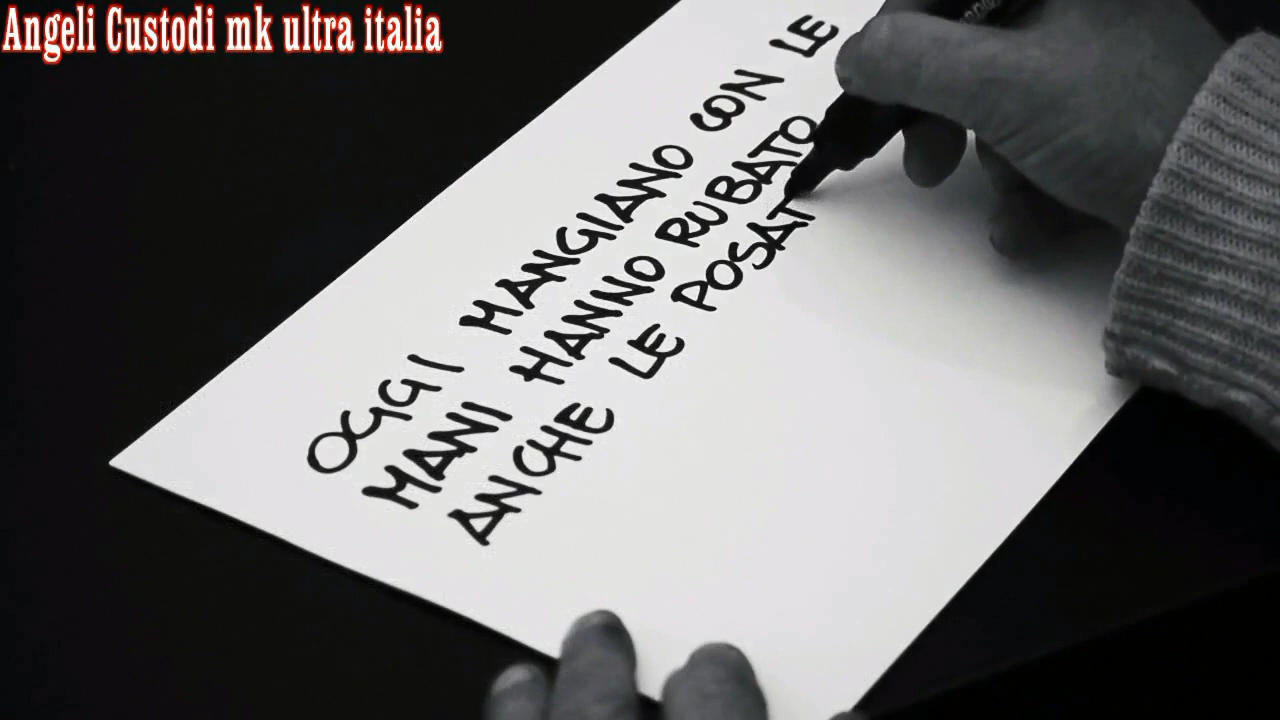 Angeli Custodi mk ultra italia
OGGI MANGIANO CON LE
MANI HANNO RUBATO
ANCHE LE POSAT